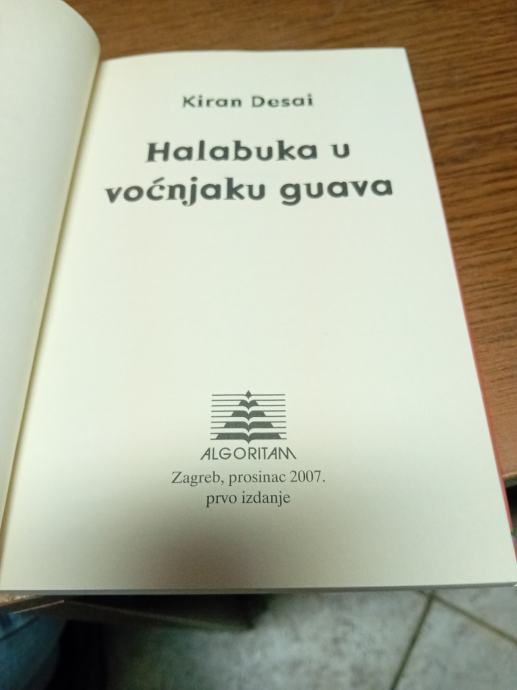 Kiran Desai
Halabuka u
voćnjaku guava
ALGORITAM
Zagreb, prosinac 2007.
prvo izdanje